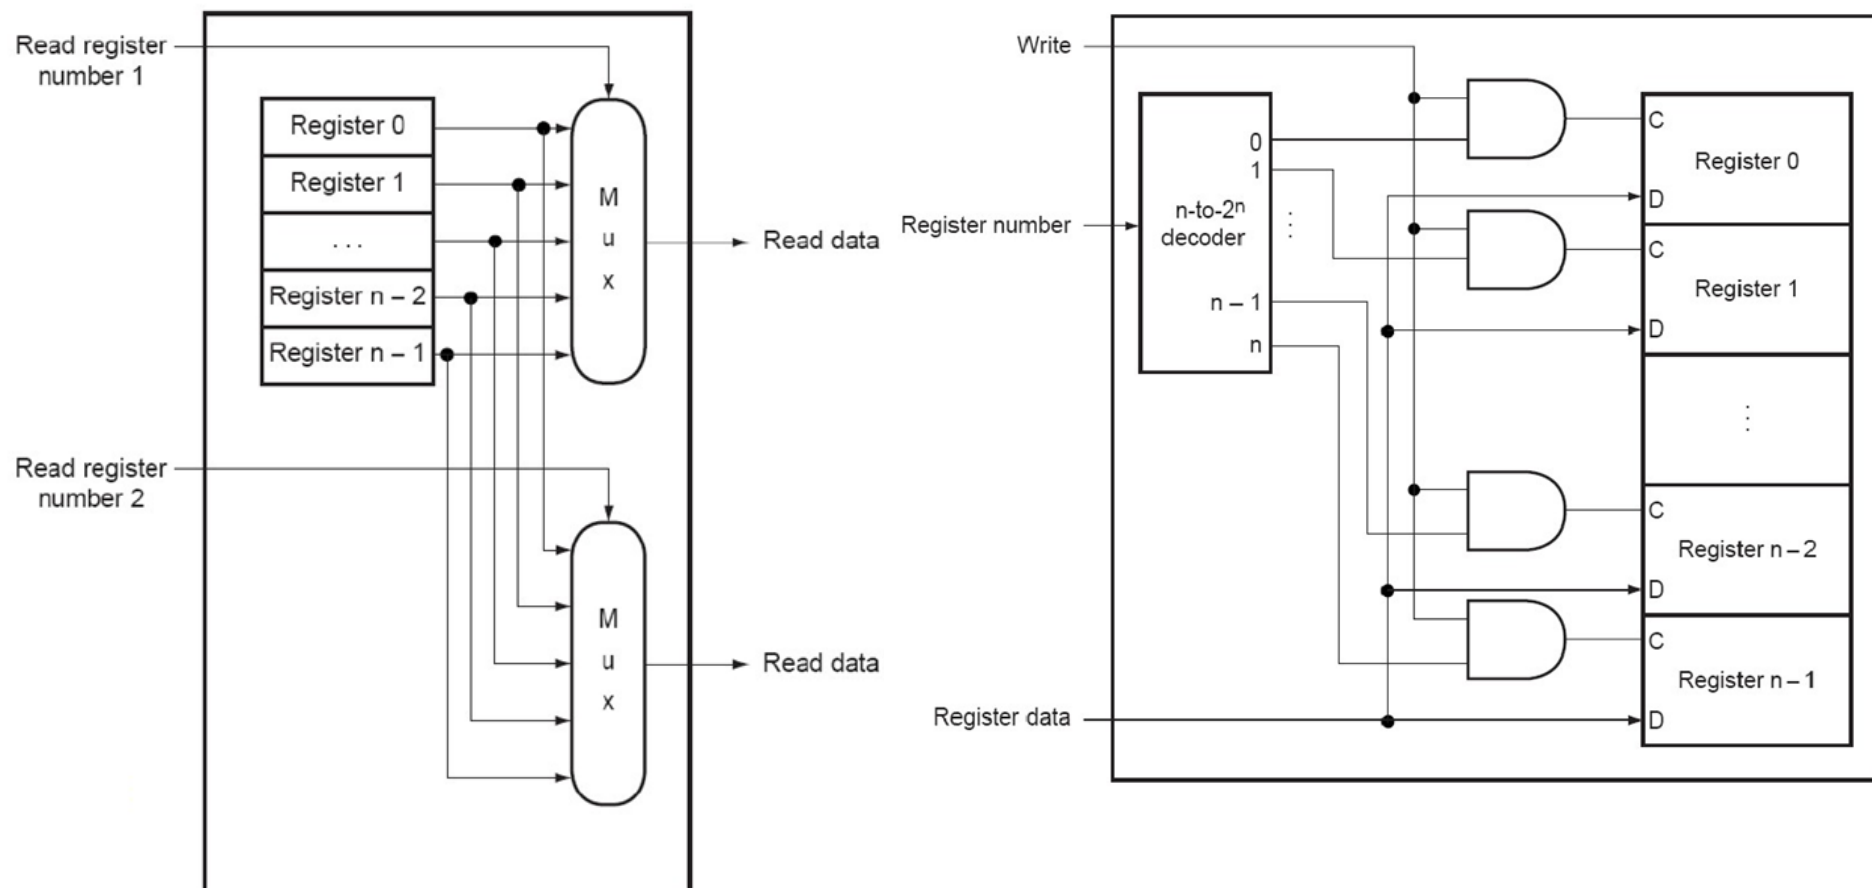 Read register
number 1
Register 0
Register 1
. . .
Register n – 2
Register n – 1
M
u
x
Read data
Read register
number 2
M
u
x
Read data
Write
Register number
n-to-2ⁿ
decoder
0
1
⋮
n – 1
n
C
Register 0
D
C
Register 1
D
⋮
C
Register n – 2
D
C
Register n – 1
D
Register data